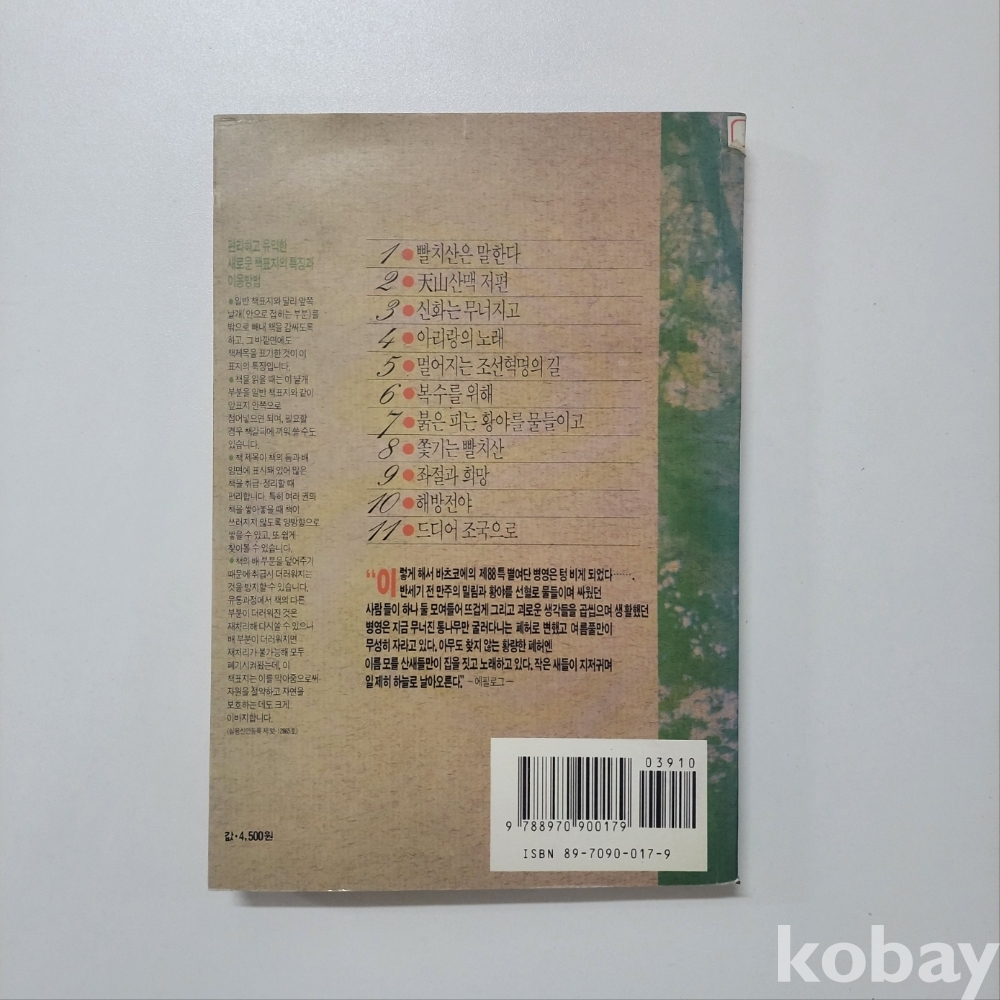 편리하고 유익한
새로운 책표지의 특징과
이용방법
*일반 책표지와 달리 앞쪽
날개(안으로 접히는 부분)를
밖으로 빼내 책을 감싸도록
하고, 그 바깥면에도
책제목을 표기한 것이 이
표지의 특징입니다.
*책을 읽을 때는 이 날개
부분을 일반 책표지와 같이
앞표지 안쪽으로
접어넣으면 되며, 필요할
경우 책갈피에 끼워 쓸 수도
있습니다.
*책 제목이 책의 등과 배
양면에 표시돼 있어 많은
책을 취급·정리할 때
편리합니다. 특히 여러 권의
책을 쌓아놓을 때 책이
쓰러지지 않도록 양방향으로
쌓을 수 있고, 또 쉽게
찾아볼 수 있습니다.
*책의 배 부분을 덮어주기
때문에 취급시 더러워지는
것을 방지할 수 있습니다.
유통과정에서 책의 다른
부분이 더러워진 것은
재처리해 다시 쓸 수 있으나
배 부분이 더러워지면
재처리가 불가능해 모두
폐기시켜 왔는데, 이
책표지는 이를 막아줌으로써
자원을 절약하고 자연을
보호하는 데도 크게
이바지합니다.
값·4,500원
1 ● 빨치산은 말한다
2 ● 天山산맥 저편
3 ● 신화는 무너지고
4 ● 아리랑의 노래
5 ● 멀어지는 조선혁명의 길
6 ● 복수를 위해
7 ● 붉은 피는 황야를 물들이고
8 ● 쫓기는 빨치산
9 ● 좌절과 희망
10 ● 해방전야
11 ● 드디어 조국으로
“이렇게 해서 바츠코에의 제88특별여단 병영은 텅 비게 되었다……
반세기 전 만주의 밀림과 황야를 선혈로 물들이며 싸웠던
사람들이 하나 둘 모여들어 뜨겁게 그리고 괴로운 생각들을 곱씹으며 생활했던
병영은 지금 무너진 통나무만 굴러다니는 폐허로 변했고 여름풀만이
무성히 자라고 있다. 아무도 찾지 않는 황량한 폐허엔
이름 모를 산새들만이 집을 짓고 노래하고 있다. 작은 새들이 지저귀며
일제히 하늘로 날아오른다.” —에필로그—
03910
9 788970 900179
ISBN 89-7090-017-9
kobay